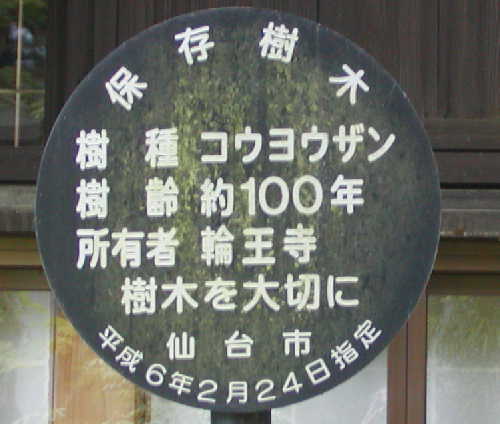 保存樹木
樹種 コウヨウザン
樹齢 約100年
所有者 輪王寺
樹木を大切に
仙台市
平成6年2月24日指定